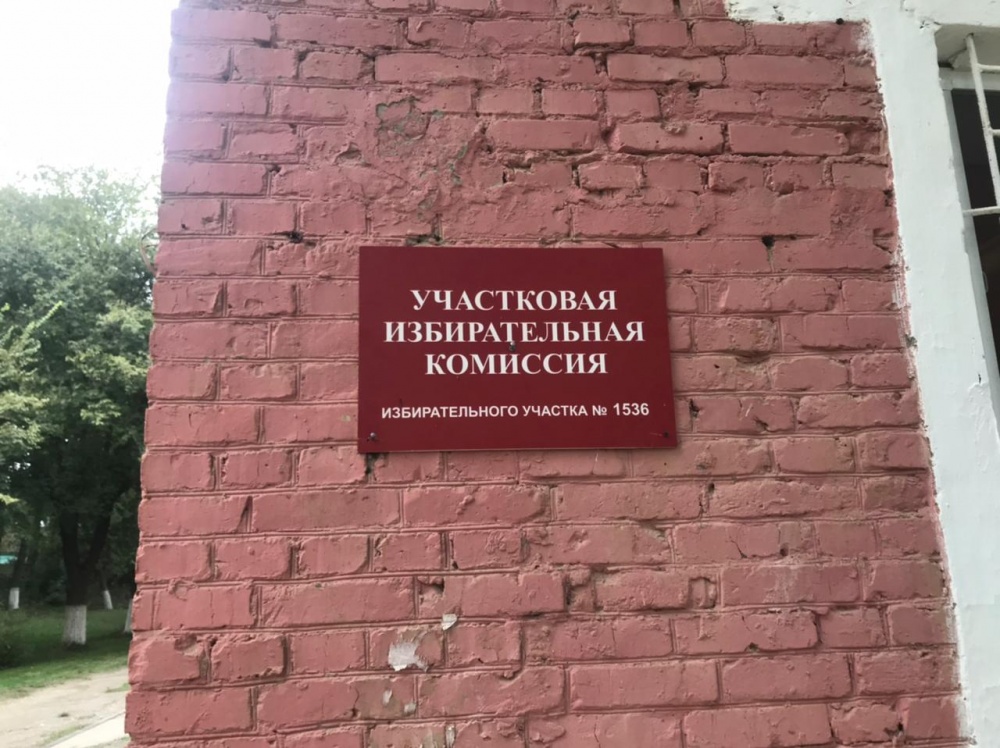 УЧАСТКОВАЯ
ИЗБИРАТЕЛЬНАЯ
КОМИССИЯ
ИЗБИРАТЕЛЬНОГО УЧАСТКА № 1536